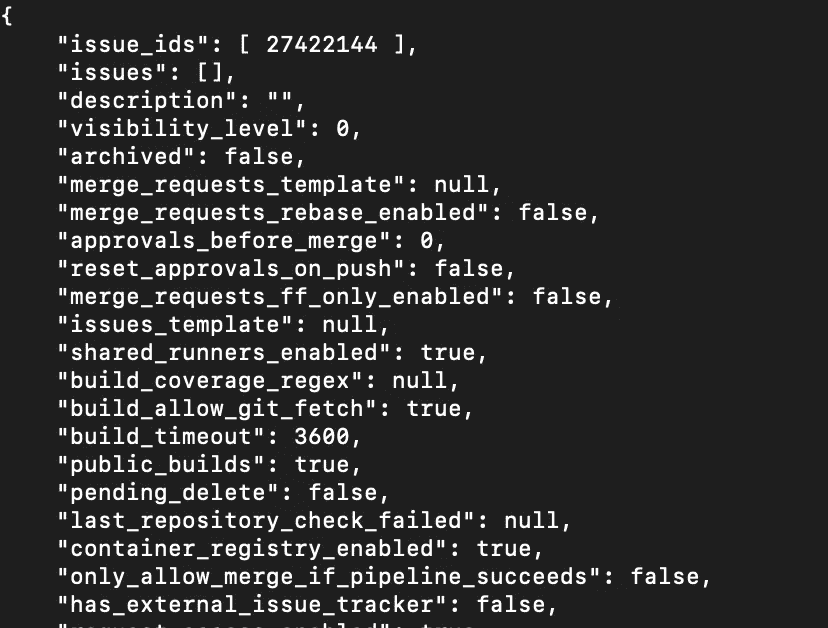 {
"issue_ids": [ 27422144 ],
"issues": [],
"description": "",
"visibility_level": 0,
"archived": false,
"merge_requests_template": null,
"merge_requests_rebase_enabled": false,
"approvals_before_merge": 0,
"reset_approvals_on_push": false,
"merge_requests_ff_only_enabled": false,
"issues_template": null,
"shared_runners_enabled": true,
"build_coverage_regex": null,
"build_allow_git_fetch": true,
"build_timeout": 3600,
"public_builds": true,
"pending_delete": false,
"last_repository_check_failed": null,
"container_registry_enabled": true,
"only_allow_merge_if_pipeline_succeeds": false,
"has_external_issue_tracker": false,